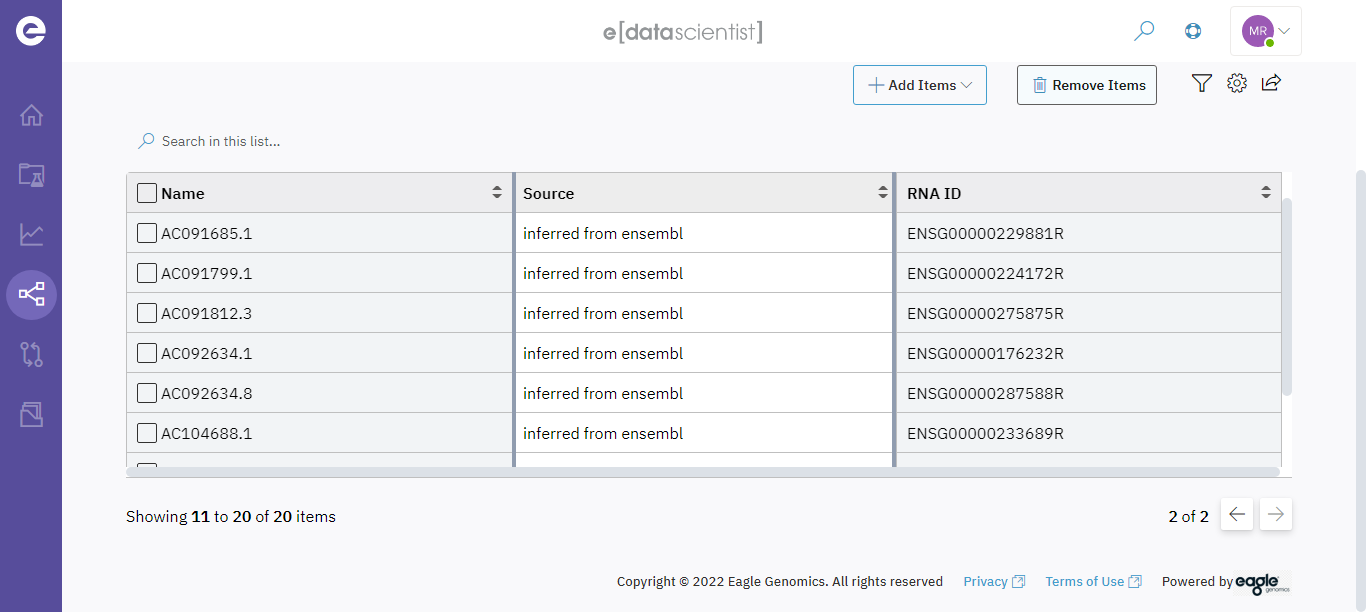 e[datascientist]
MR
Add Items
Remove Items
Search in this list...
Name Source RNA ID
AC091685.1 inferred from ensembl ENSG00000229881R
AC091799.1 inferred from ensembl ENSG00000224172R
AC091812.3 inferred from ensembl ENSG00000275875R
AC092634.1 inferred from ensembl ENSG00000176232R
AC092634.8 inferred from ensembl ENSG00000287588R
AC104688.1 inferred from ensembl ENSG00000233689R
Showing 11 to 20 of 20 items 2 of 2
Copyright © 2022 Eagle Genomics. All rights reserved Privacy Terms of Use Powered by eagle genomics